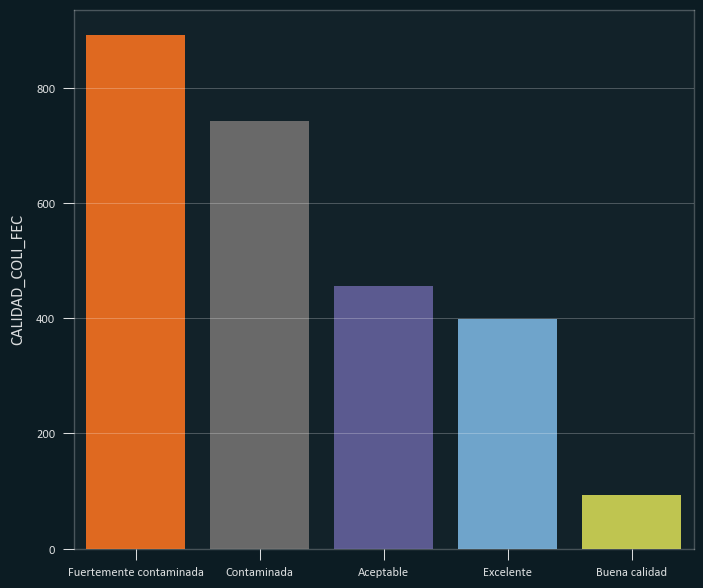 CALIDAD_COLI_FEC
800
600
400
200
0
Fuertemente contaminada
Contaminada
Aceptable
Excelente
Buena calidad